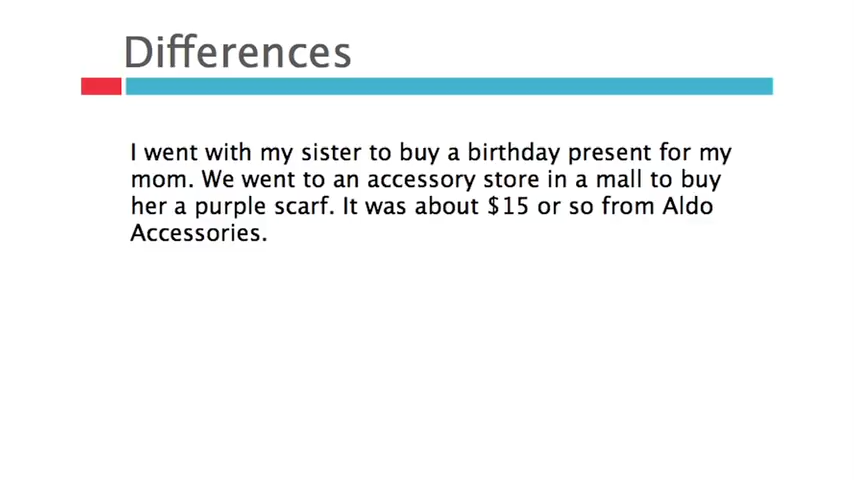 Differences
I went with my sister to buy a birthday present for my
mom. We went to an accessory store in a mall to buy
her a purple scarf. It was about $15 or so from Aldo
Accessories.